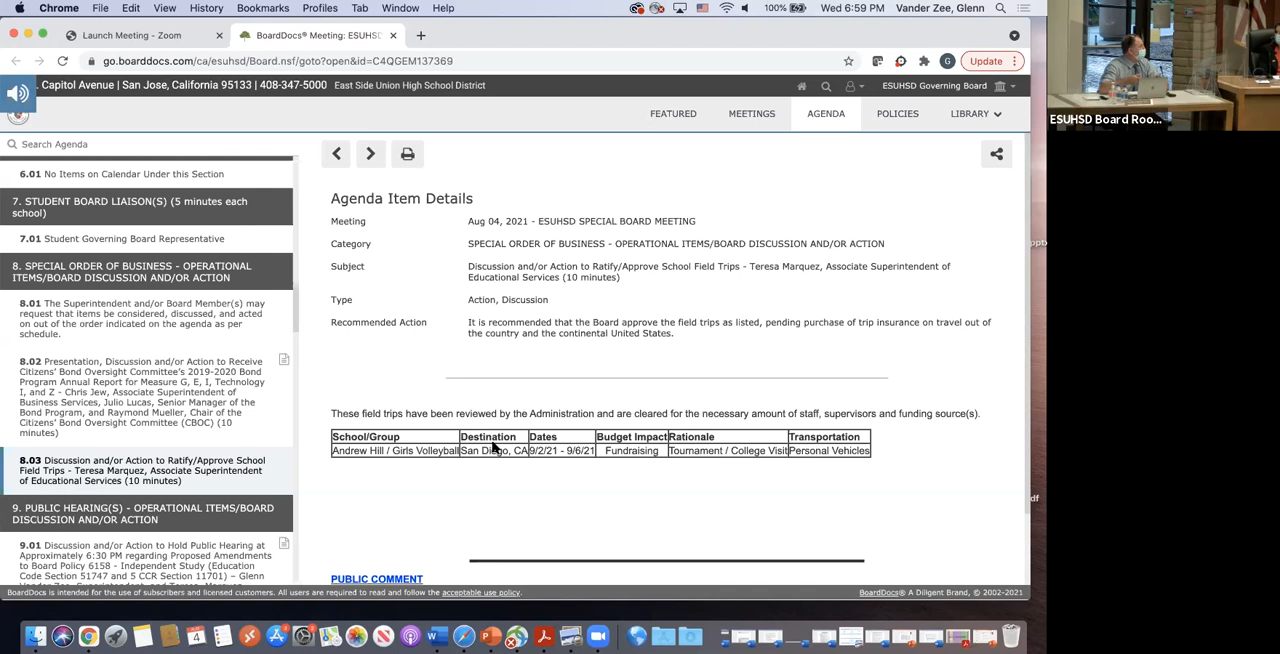 Chrome File Edit View History Bookmarks Profiles Tab Window Help 100% Wed 6:59 PM Vander Zee, Glenn
Launch Meeting - Zoom BoardDocs® Meeting: ESUHSD
go.boarddocs.com/ca/esuhsd/Board.nsf/goto?open&id=C4QGEM137369 G Update
Capitol Avenue | San Jose, California 95133 | 408-347-5000 East Side Union High School District ESUHSD Governing Board
FEATURED MEETINGS AGENDA POLICIES LIBRARY
Search Agenda
6.01 No Items on Calendar Under this Section
7. STUDENT BOARD LIAISON(S) (5 minutes each
school)
7.01 Student Governing Board Representative
8. SPECIAL ORDER OF BUSINESS - OPERATIONAL
ITEMS/BOARD DISCUSSION AND/OR ACTION
8.01 The Superintendent and/or Board Member(s) may
request that items be considered, discussed, and acted
on out of the order indicated on the agenda as per
schedule.
8.02 Presentation, Discussion and/or Action to Receive
Citizens' Bond Oversight Committee's 2019-2020 Bond
Program Annual Report for Measure G, E, I, Technology
I, and Z - Chris Jew, Associate Superintendent of
Business Services, Julio Lucas, Senior Manager of the
Bond Program, and Raymond Mueller, Chair of the
Citizens' Bond Oversight Committee (CBOC) (10
minutes)
8.03 Discussion and/or Action to Ratify/Approve School
Field Trips - Teresa Marquez, Associate Superintendent
of Educational Services (10 minutes)
9. PUBLIC HEARING(S) - OPERATIONAL ITEMS/BOARD
DISCUSSION AND/OR ACTION
9.01 Discussion and/or Action to Hold Public Hearing at
Approximately 6:30 PM regarding Proposed Amendments
to Board Policy 6158 - Independent Study (Education
Code Section 51747 and 5 CCR Section 11701) – Glenn
Agenda Item Details
Meeting Aug 04, 2021 - ESUHSD SPECIAL BOARD MEETING
Category SPECIAL ORDER OF BUSINESS - OPERATIONAL ITEMS/BOARD DISCUSSION AND/OR ACTION
Subject Discussion and/or Action to Ratify/Approve School Field Trips - Teresa Marquez, Associate Superintendent of
Educational Services (10 minutes)
Type Action, Discussion
Recommended Action It is recommended that the Board approve the field trips as listed, pending purchase of trip insurance on travel out of
the country and the continental United States.
These field trips have been reviewed by the Administration and are cleared for the necessary amount of staff, supervisors and funding source(s).
School/Group Destination Dates Budget Impact Rationale Transportation
Andrew Hill / Girls Volleyball San Diego, CA 9/2/21 - 9/6/21 Fundraising Tournament / College Visit Personal Vehicles
PUBLIC COMMENT
BoardDocs is intended for the use of subscribers and licensed customers. All users are required to read and follow the acceptable use policy. BoardDocs® A Diligent Brand, © 2002-2021
ESUHSD Board Roo...
pptx
df